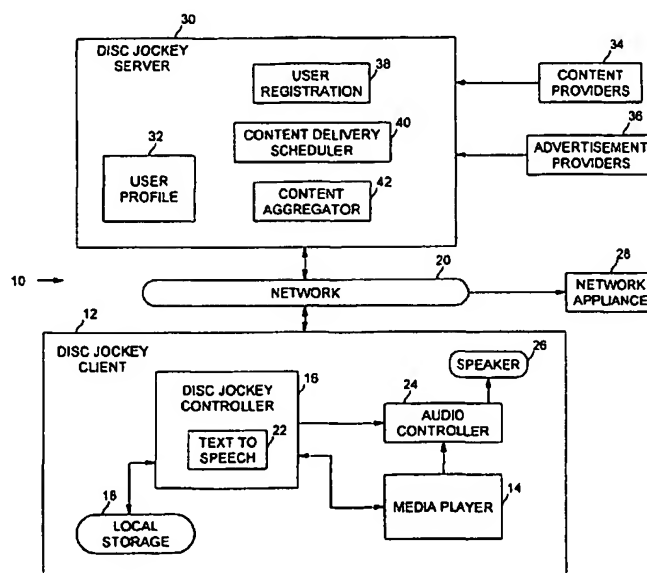 30
DISC JOCKEY
SERVER
38
USER
REGISTRATION
34
CONTENT
PROVIDERS
40
CONTENT DELIVERY
SCHEDULER
36
ADVERTISEMENT
PROVIDERS
32
USER
PROFILE
42
CONTENT
AGGREGATOR
10
20
NETWORK
28
NETWORK
APPLIANCE
12
DISC JOCKEY
CLIENT
26
SPEAKER
16
DISC JOCKEY
CONTROLLER
24
AUDIO
CONTROLLER
22
TEXT TO
SPEECH
18
LOCAL
STORAGE
14
MEDIA PLAYER